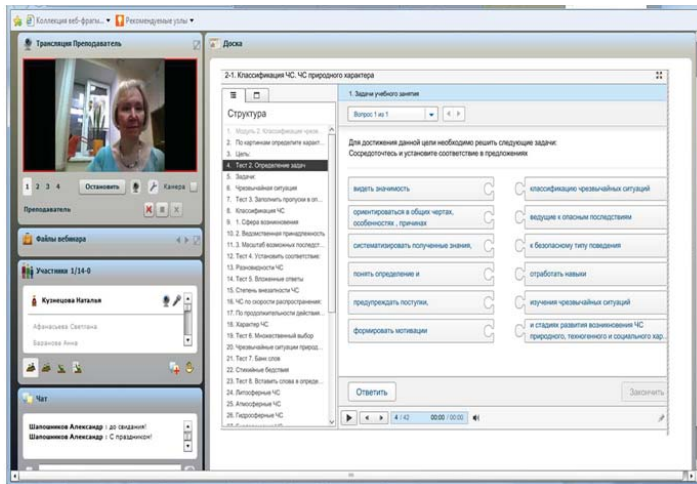 Коллекция веб-фрагм...
Рекомендуемые узлы
Трансляция Преподаватель
1 2 3 4
Остановить
Камера
Преподаватель
Файлы вебинара
Участники 1/14-0
Кузнецова Наталья
Афанасьева Светлана
Базанова Анна
Чат
Шапошников Александр : до свидания!
Шапошников Александр : С праздником!
Доска
2-1. Классификация ЧС. ЧС природного характера
Структура
1. Модуль 2. Классификация чрезв...
2. По картинкам определите характ...
3. Цель:
4. Тест 2. Определение задач
5. Задачи:
6. Чрезвычайная ситуация
7. Тест 3. Заполнить пропуски в оп...
8. Классификация ЧС
9. 1. Сфера возникновения
10. 2. Ведомственная принадлежность
11. 3. Масштаб возможных последст...
12. Тест 4. Установить соответствие:
13. Разновидности ЧС
14. Тест 5. Вложенные ответы
15. Степень внезапности ЧС
16. ЧС по скорости распространения:
17. По продолжительности действия...
18. Характер ЧС
19. Тест 6. Множественный выбор
20. Чрезвычайные ситуации природ...
21. Тест 7. Банк слов
22. Стихийные бедствия
23. Тест 8. Вставить слова в опреде...
24. Литосферные ЧС
25. Атмосферные ЧС
26. Гидросферные ЧС
1. Задачи учебного занятия
Вопрос 1 из 1
Для достижения данной цели необходимо решить следующие задачи:
Сосредоточьтесь и установите соответствие в предложениях
видеть значимость
классификацию чрезвычайных ситуаций
ориентироваться в общих чертах,
особенностях , причинах
ведущие к опасным последствиям
систематизировать полученные знания,
к безопасному типу поведения
понять определение и
отработать навыки
предупреждать поступки,
изучения чрезвычайных ситуаций
формировать мотивации
и стадиях развития возникновения ЧС
природного, техногенного и социального хар...
Ответить
Закончить
4 / 42
00:00 / 00:00